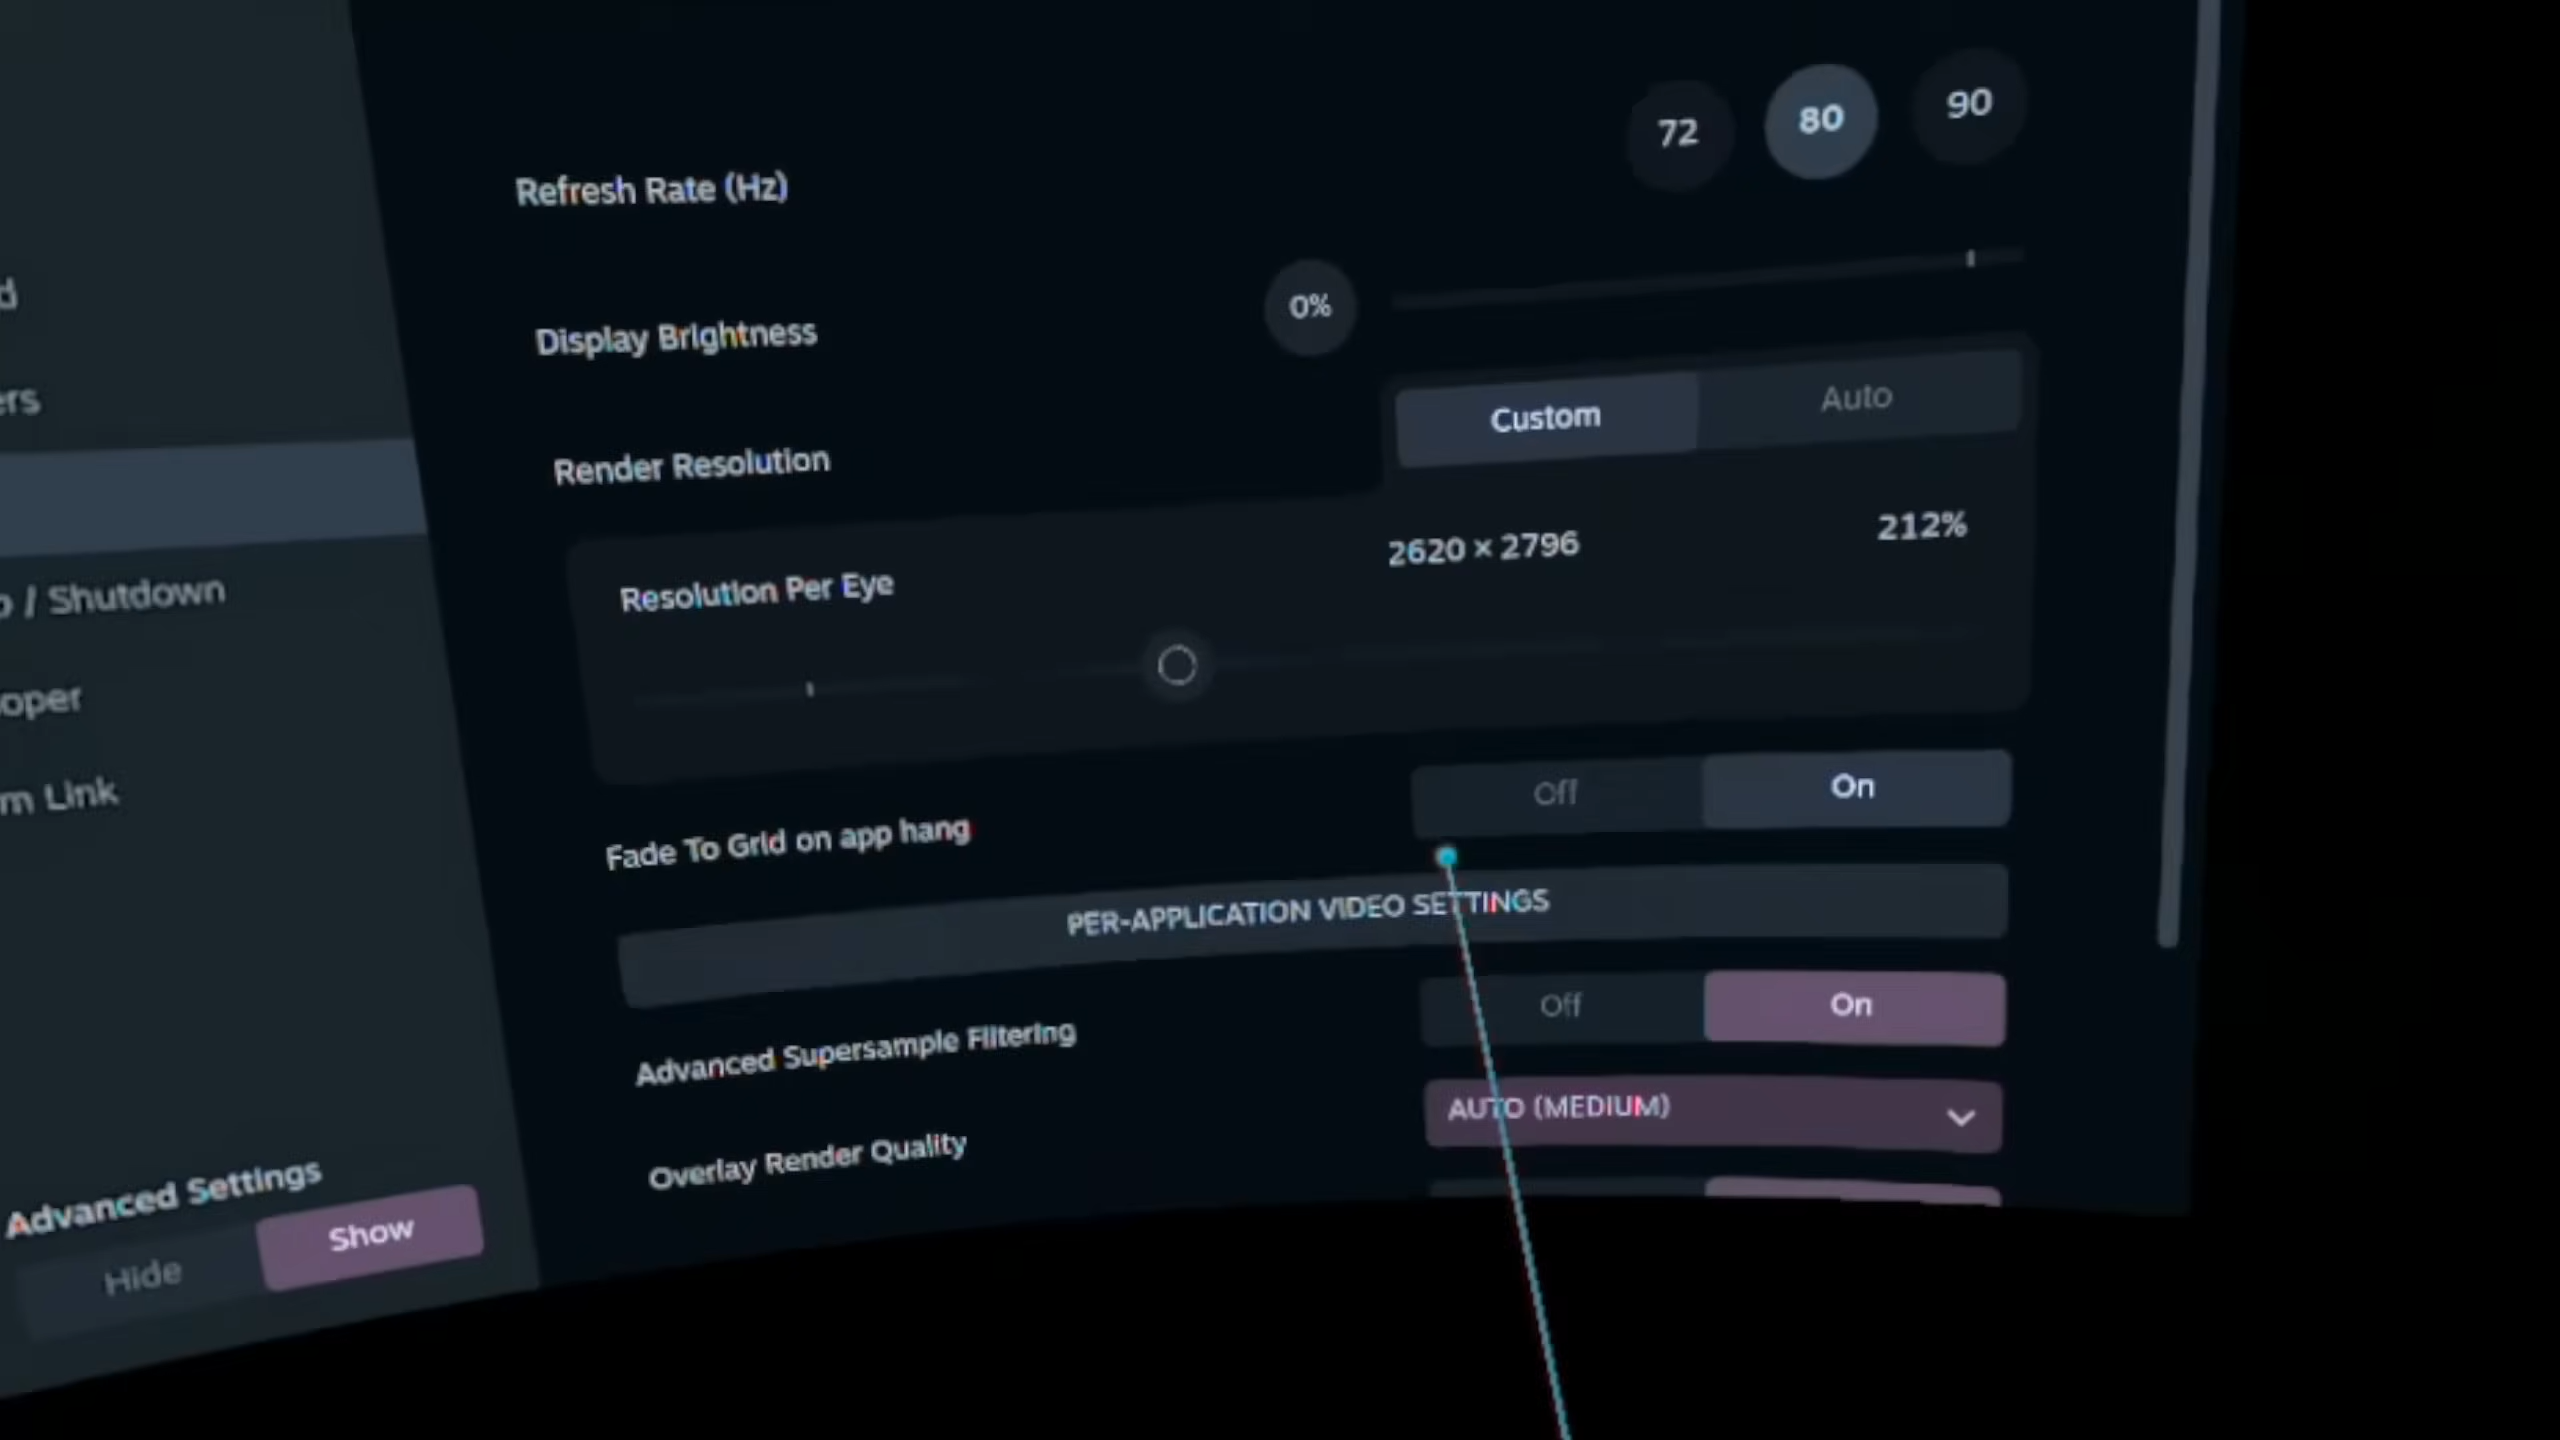 72
80
90
Refresh Rate (Hz)
0%
Display Brightness
Custom
Auto
Render Resolution
2620 × 2796
212%
Resolution Per Eye
Off
On
Fade To Grid on app hang
PER-APPLICATION VIDEO SETTINGS
Off
On
Advanced Supersample Filtering
AUTO (MEDIUM)
Overlay Render Quality
/ Shutdown
Link
Advanced Settings
Hide
Show